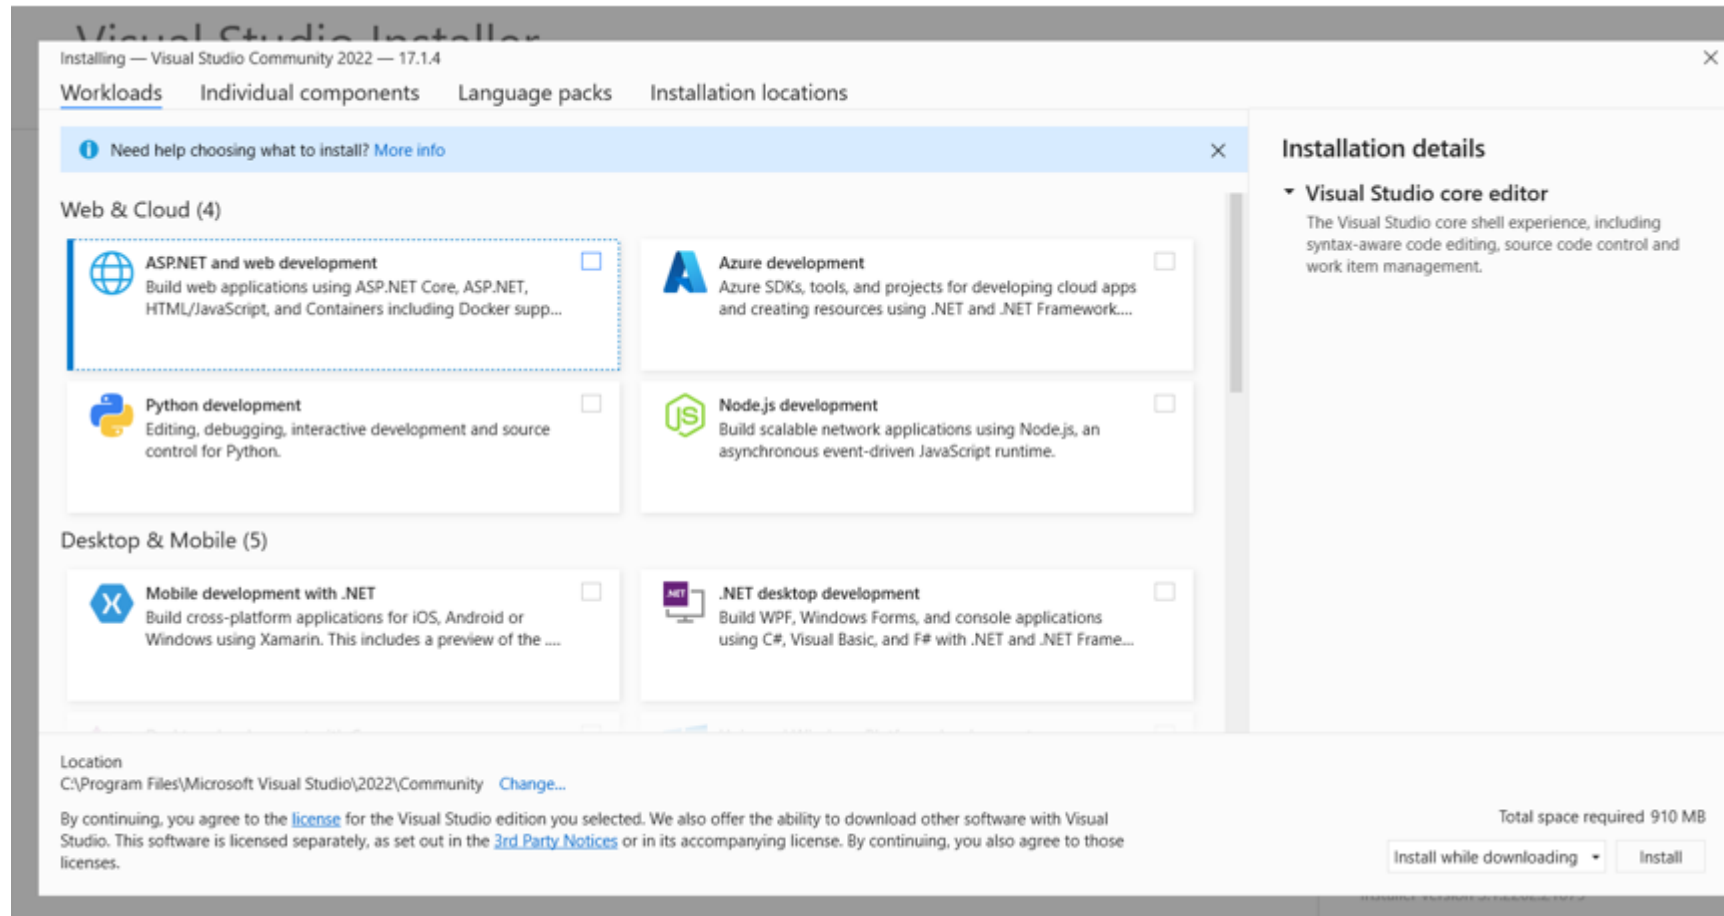 Visual Studio Installer
Installing — Visual Studio Community 2022 — 17.1.4
Workloads Individual components Language packs Installation locations
Need help choosing what to install? More info
Web & Cloud (4)
ASP.NET and web development
Build web applications using ASP.NET Core, ASP.NET,
HTML/JavaScript, and Containers including Docker supp...
Azure development
Azure SDKs, tools, and projects for developing cloud apps
and creating resources using .NET and .NET Framework....
Python development
Editing, debugging, interactive development and source
control for Python.
JS
Node.js development
Build scalable network applications using Node.js, an
asynchronous event-driven JavaScript runtime.
Desktop & Mobile (5)
Mobile development with .NET
Build cross-platform applications for iOS, Android or
Windows using Xamarin. This includes a preview of the ....
.NET
.NET desktop development
Build WPF, Windows Forms, and console applications
using C#, Visual Basic, and F# with .NET and .NET Frame...
Installation details
Visual Studio core editor
The Visual Studio core shell experience, including
syntax-aware code editing, source code control and
work item management.
Location
C:\Program Files\Microsoft Visual Studio\2022\Community Change...
By continuing, you agree to the license for the Visual Studio edition you selected. We also offer the ability to download other software with Visual
Studio. This software is licensed separately, as set out in the 3rd Party Notices or in its accompanying license. By continuing, you also agree to those
licenses.
Total space required 910 MB
Install while downloading
Install